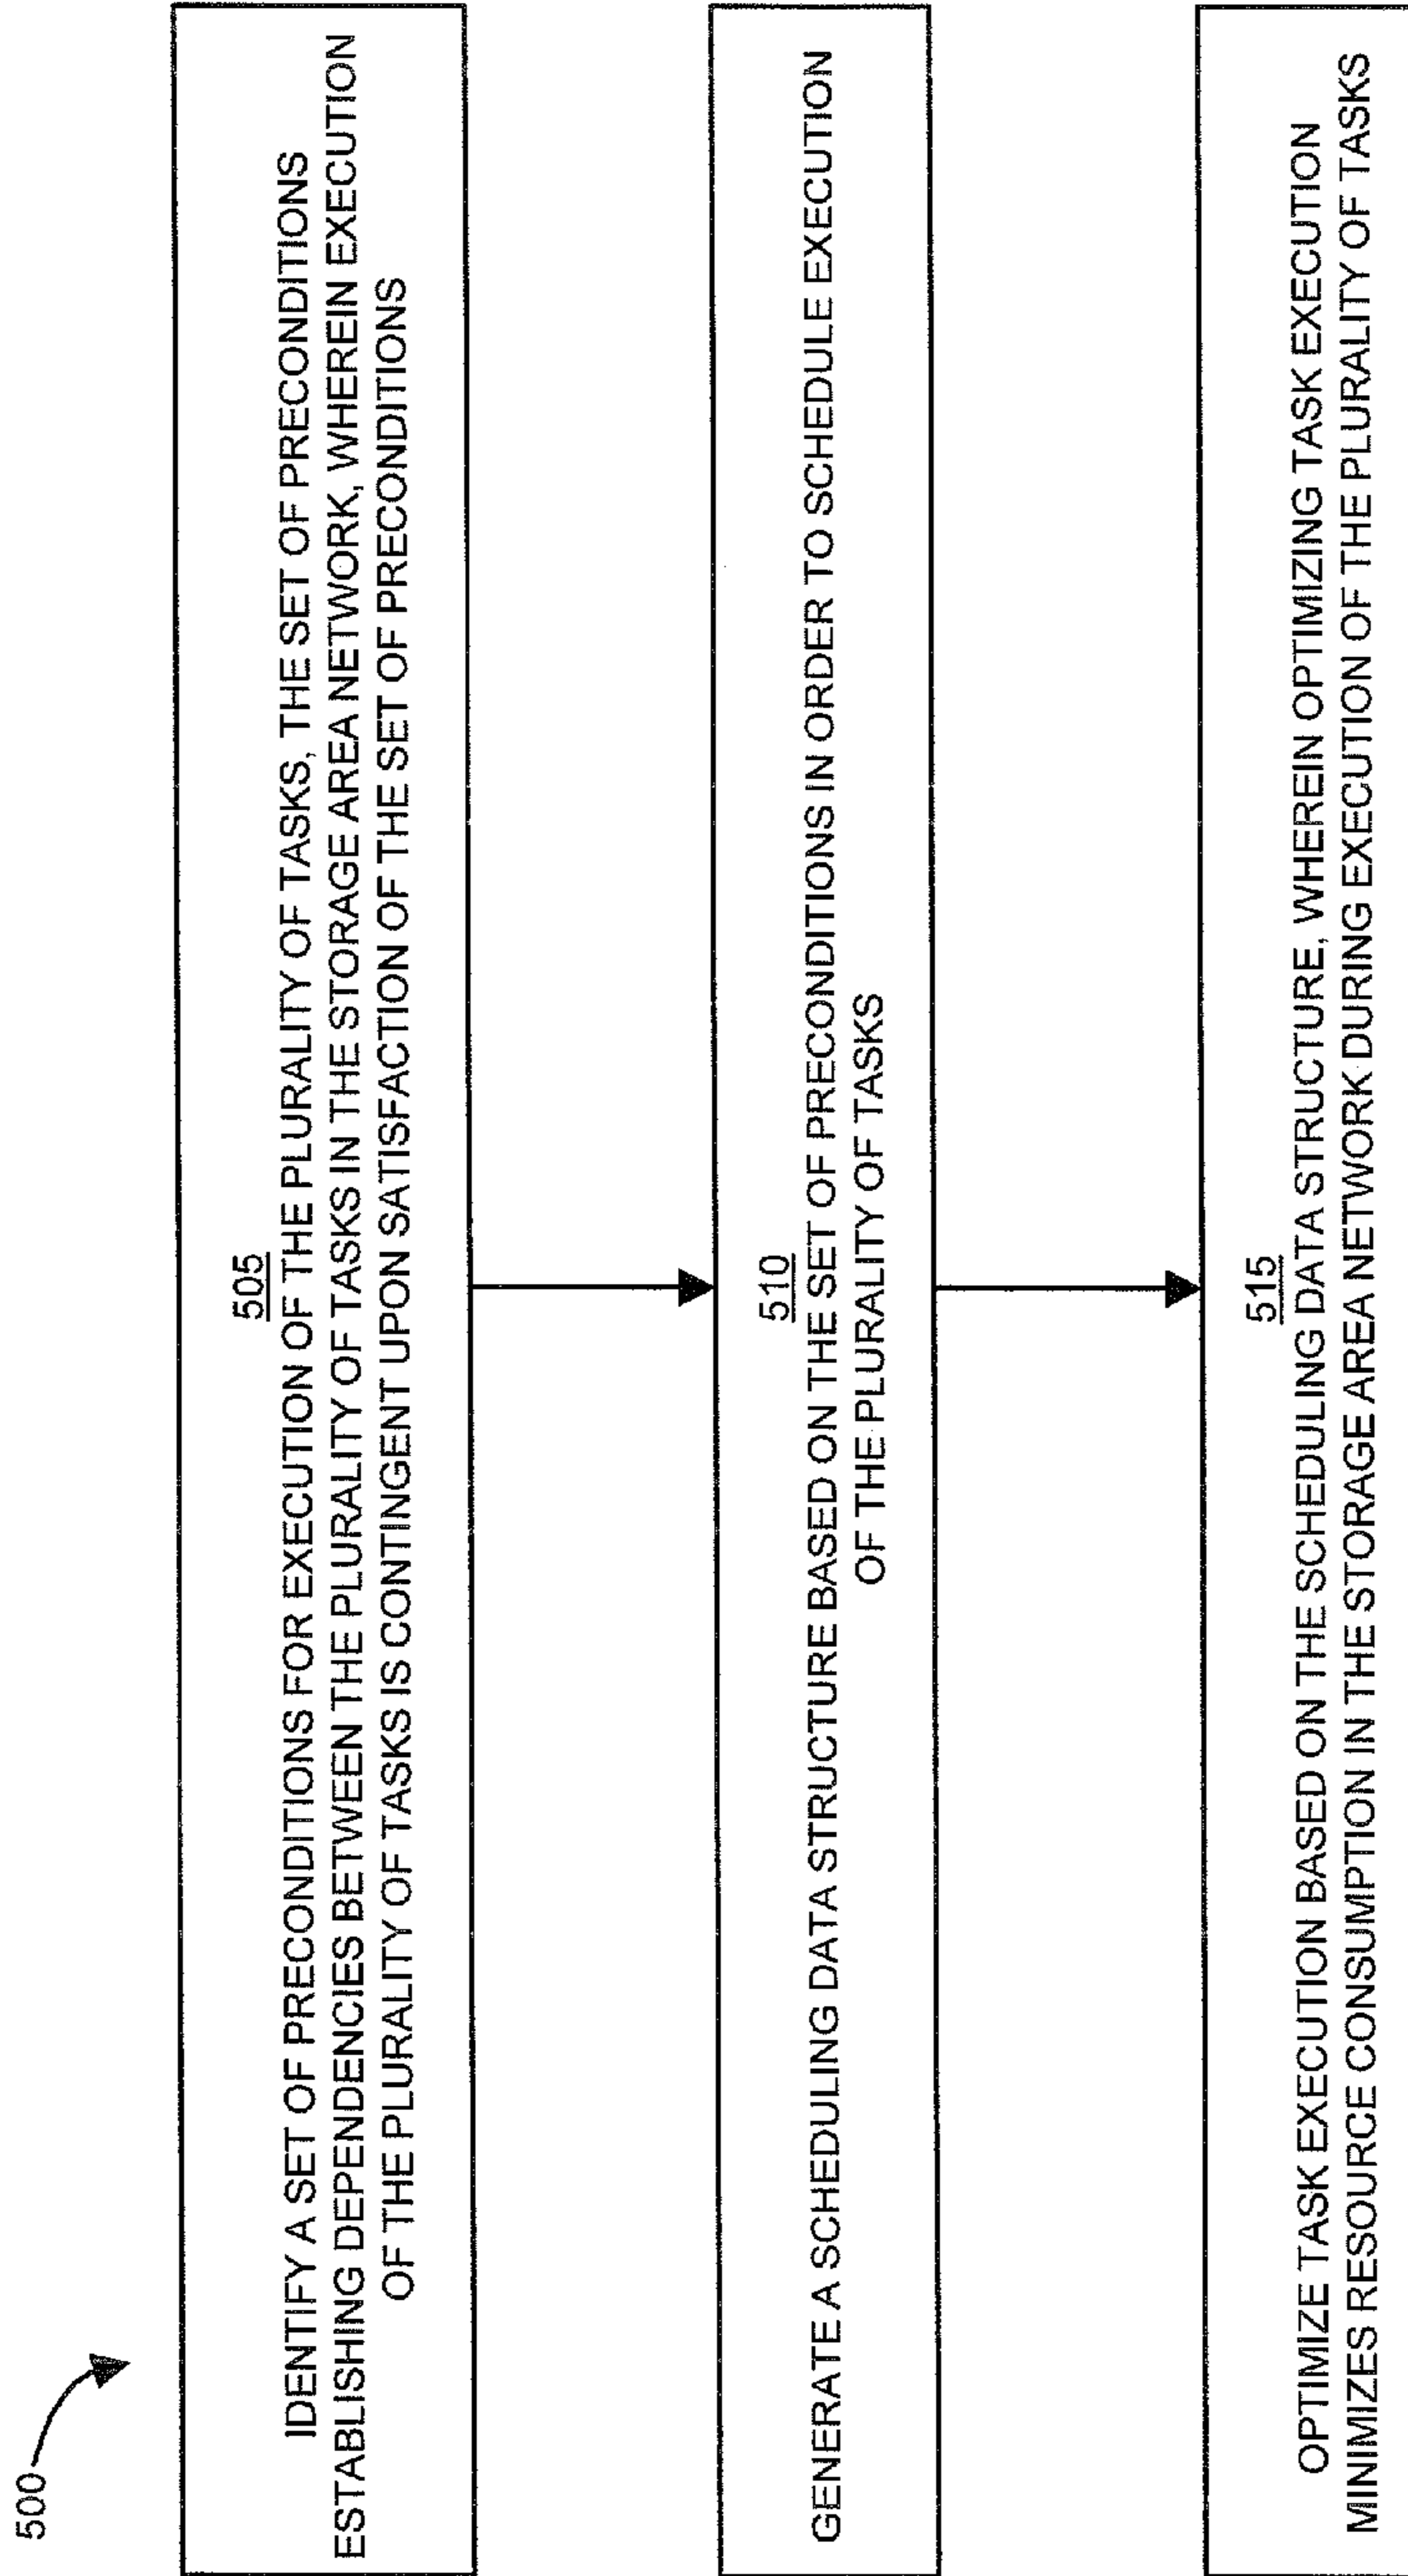 500
505
IDENTIFY A SET OF PRECONDITIONS FOR EXECUTION OF THE PLURALITY OF TASKS, THE SET OF PRECONDITIONS
ESTABLISHING DEPENDENCIES BETWEEN THE PLURALITY OF TASKS IN THE STORAGE AREA NETWORK, WHEREIN EXECUTION
OF THE PLURALITY OF TASKS IS CONTINGENT UPON SATISFACTION OF THE SET OF PRECONDITIONS
510
GENERATE A SCHEDULING DATA STRUCTURE BASED ON THE SET OF PRECONDITIONS IN ORDER TO SCHEDULE EXECUTION
OF THE PLURALITY OF TASKS
515
OPTIMIZE TASK EXECUTION BASED ON THE SCHEDULING DATA STRUCTURE, WHEREIN OPTIMIZING TASK EXECUTION
MINIMIZES RESOURCE CONSUMPTION IN THE STORAGE AREA NETWORK DURING EXECUTION OF THE PLURALITY OF TASKS